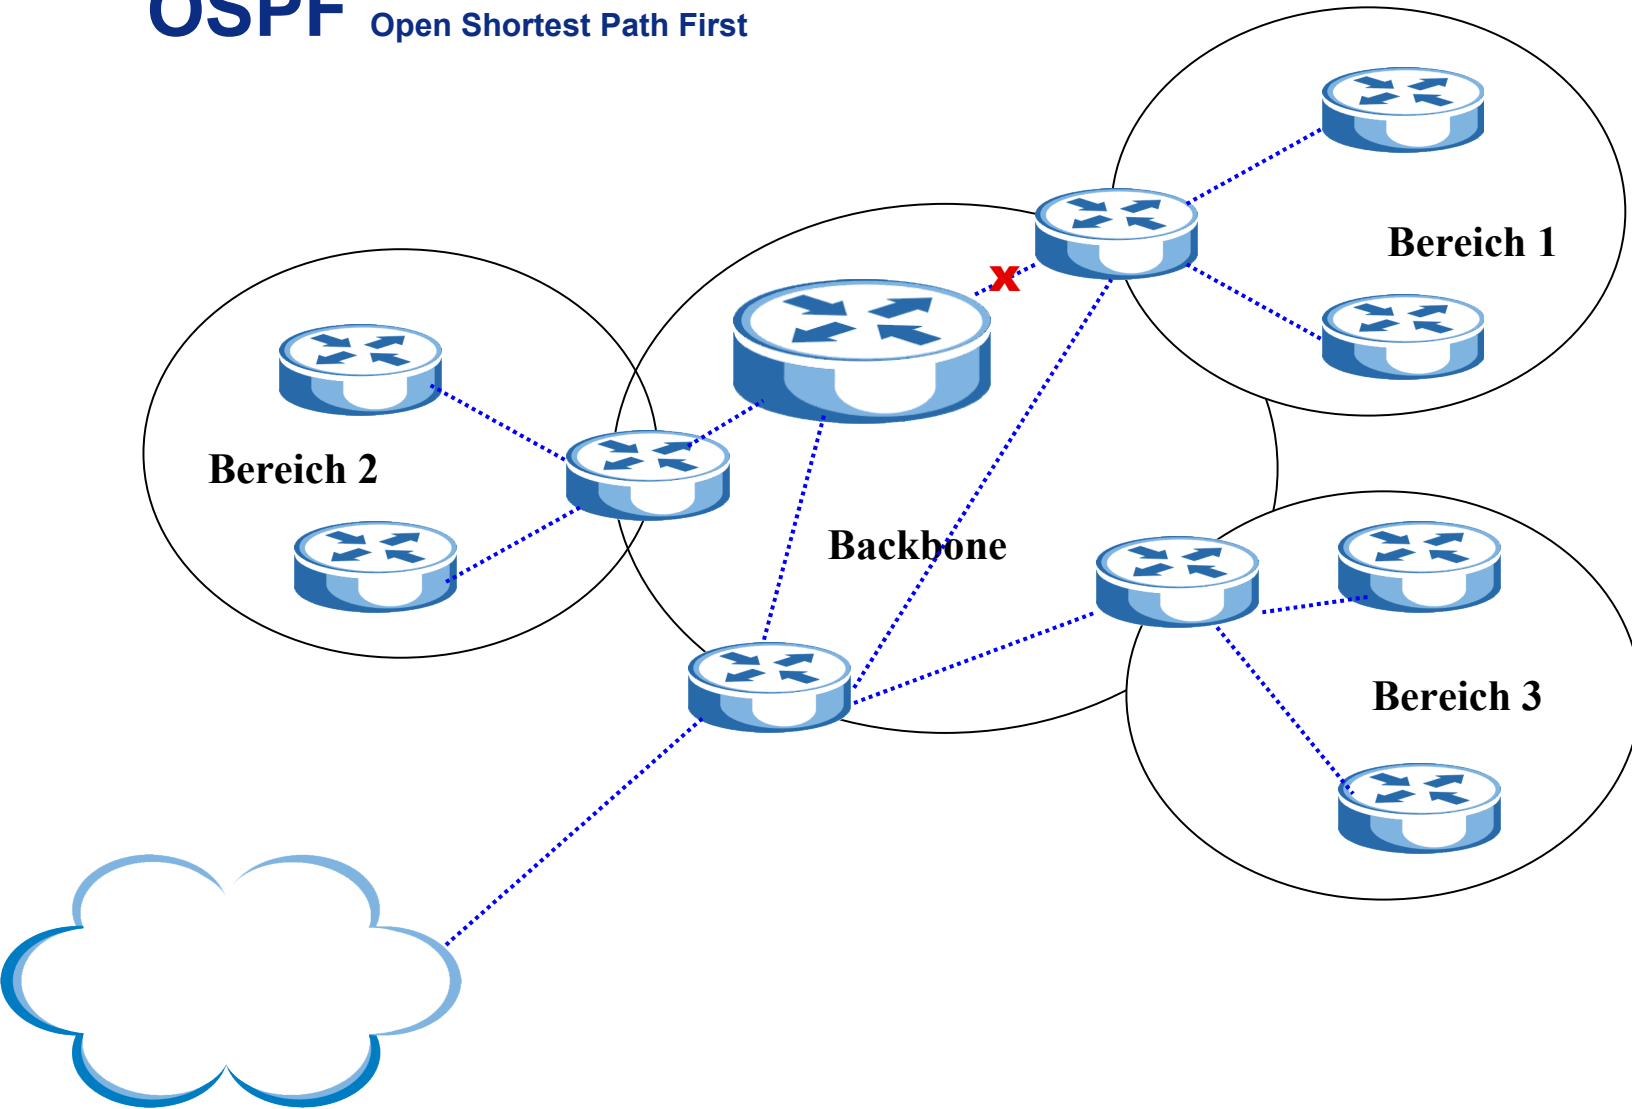 OSPF Open Shortest Path First
Bereich 1
Bereich 2
Backbone
Bereich 3